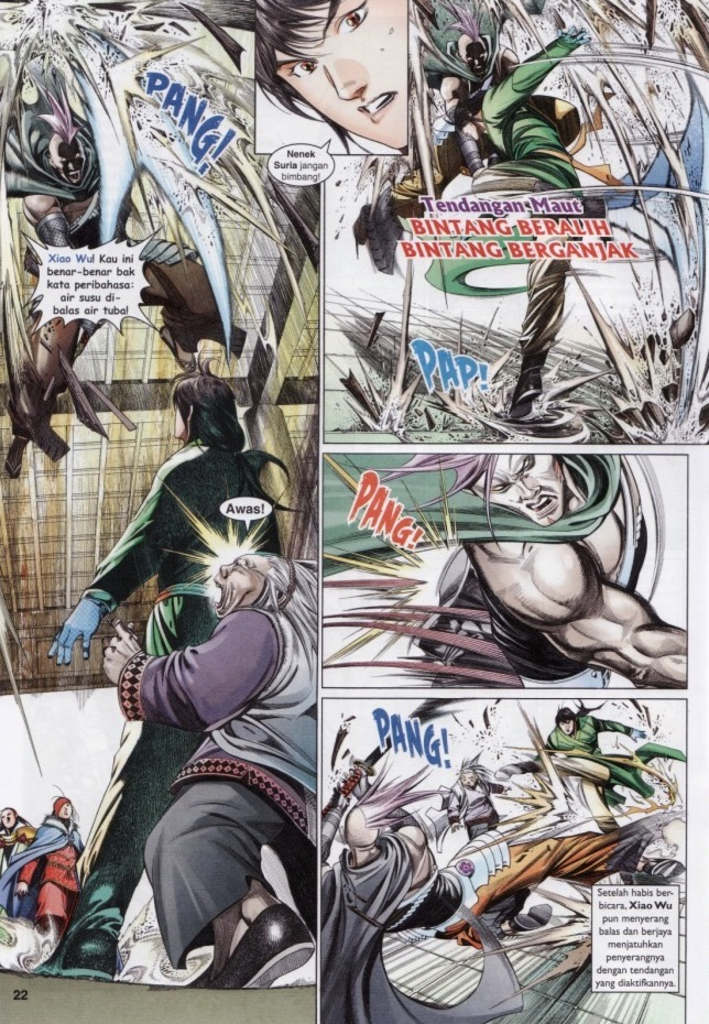 PANG!
Xiao Wu! Kau ini
benar-benar bak
kata peribahasa:
air susu di-
balas air tuba!
Awas!
Nenek
Suria jangan
bimbang!
Tendangan Maut
BINTANG BERALIH
BINTANG BERGANJAK
PAP!
PANG!
PANG!
Setelah habis ber-
bicara, Xiao Wu
pun menyerang
balas dan berjaya
menjatuhkan
penyerangnya
dengan tendangan
yang diaktifkannya.
22